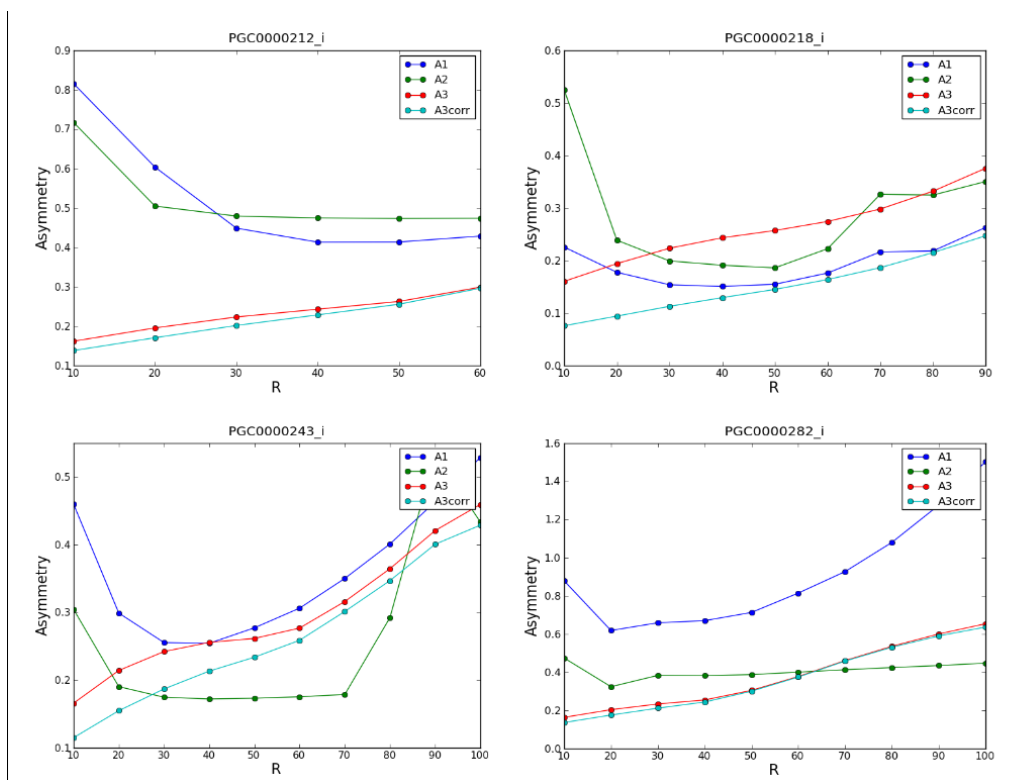 PGC0000212_i
0.9
0.8
0.7
0.6
0.5
0.4
0.3
0.2
0.1
Asymmetry
A1
A2
A3
A3corr
10 20 30 40 50 60
R
PGC0000218_i
0.6
0.5
0.4
0.3
0.2
0.1
0.0
Asymmetry
A1
A2
A3
A3corr
10 20 30 40 50 60 70 80 90
R
PGC0000243_i
0.5
0.4
0.3
0.2
0.1
Asymmetry
A1
A2
A3
A3corr
10 20 30 40 50 60 70 80 90 100
R
PGC0000282_i
1.6
1.4
1.2
1.0
0.8
0.6
0.4
0.2
0.0
Asymmetry
A1
A2
A3
A3corr
10 20 30 40 50 60 70 80 90 100
R